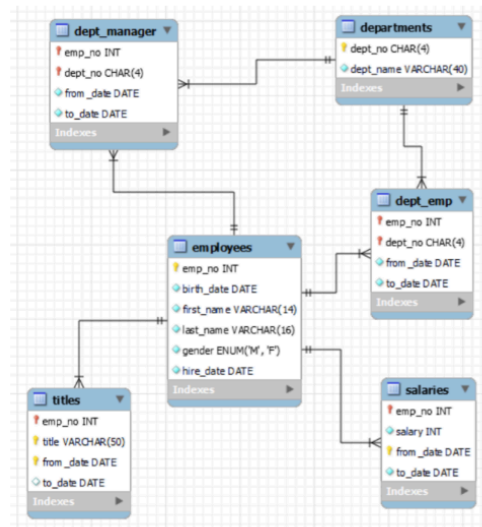 dept_manager
emp_no INT
dept_no CHAR(4)
from_date DATE
to_date DATE
Indexes
departments
dept_no CHAR(4)
dept_name VARCHAR(40)
Indexes
dept_emp
emp_no INT
dept_no CHAR(4)
from_date DATE
to_date DATE
Indexes
employees
emp_no INT
birth_date DATE
first_name VARCHAR(14)
last_name VARCHAR(16)
gender ENUM('M', 'F')
hire_date DATE
Indexes
titles
emp_no INT
title VARCHAR(50)
from_date DATE
to_date DATE
Indexes
salaries
emp_no INT
salary INT
from_date DATE
to_date DATE
Indexes